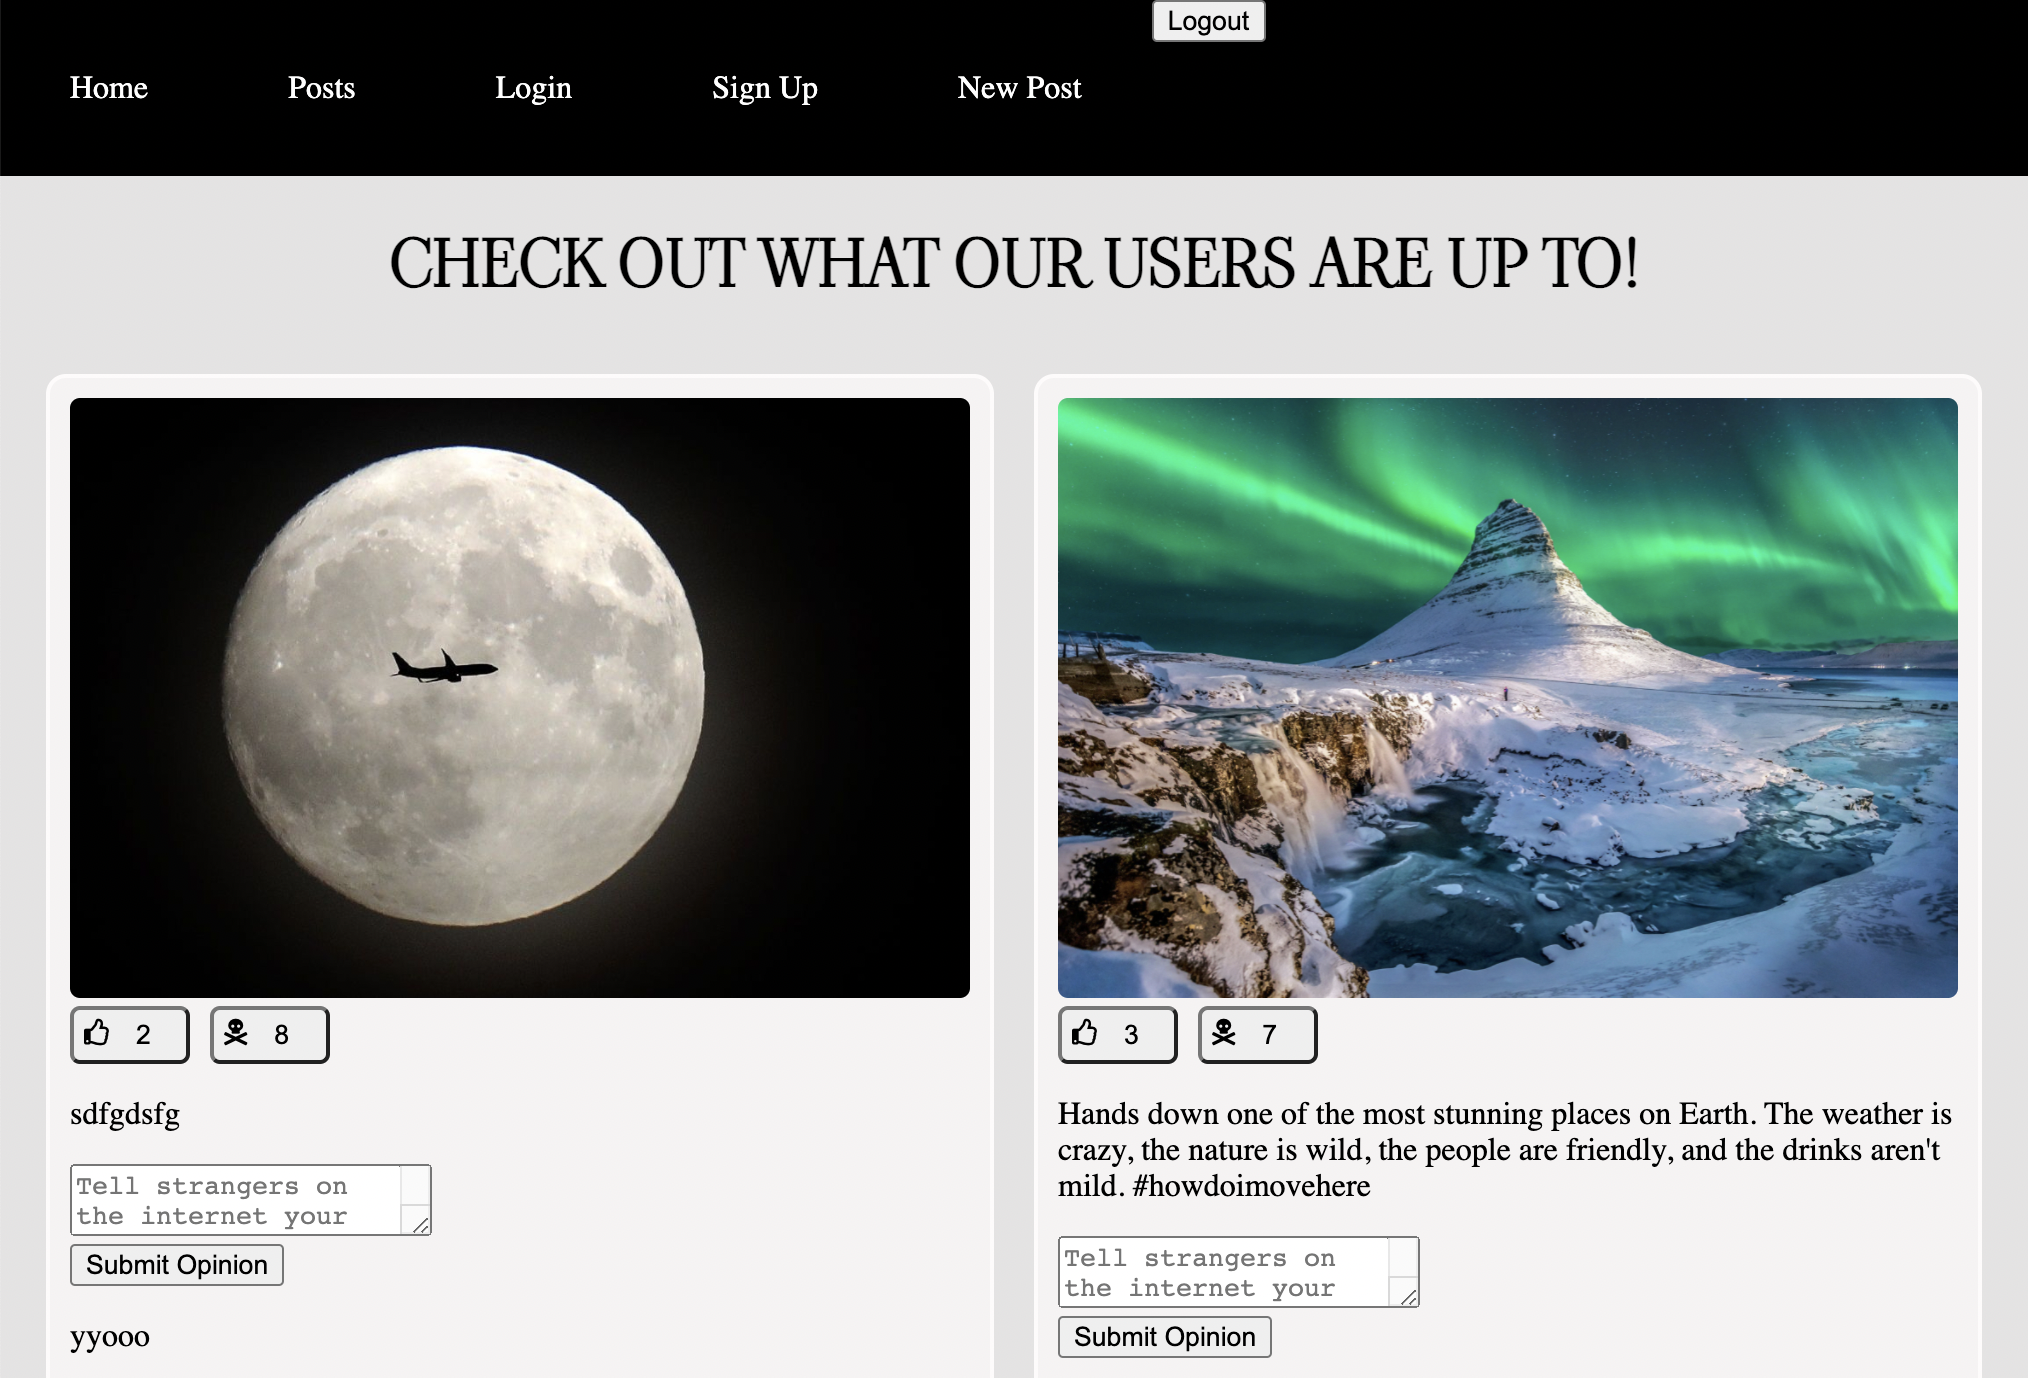 Logout
Home Posts Login Sign Up New Post
CHECK OUT WHAT OUR USERS ARE UP TO!
2 8
sdfgdsfg
Tell strangers on
the internet your
Submit Opinion
yyooo
3 7
Hands down one of the most stunning places on Earth. The weather is
crazy, the nature is wild, the people are friendly, and the drinks aren't
mild. #howdoimovehere
Tell strangers on
the internet your
Submit Opinion